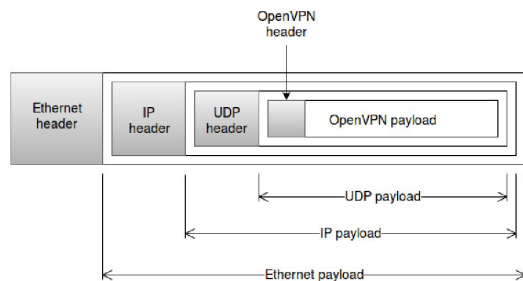 OpenVPN
header
Ethernet
header
IP
header
UDP
header
OpenVPN payload
UDP payload
IP payload
Ethernet payload